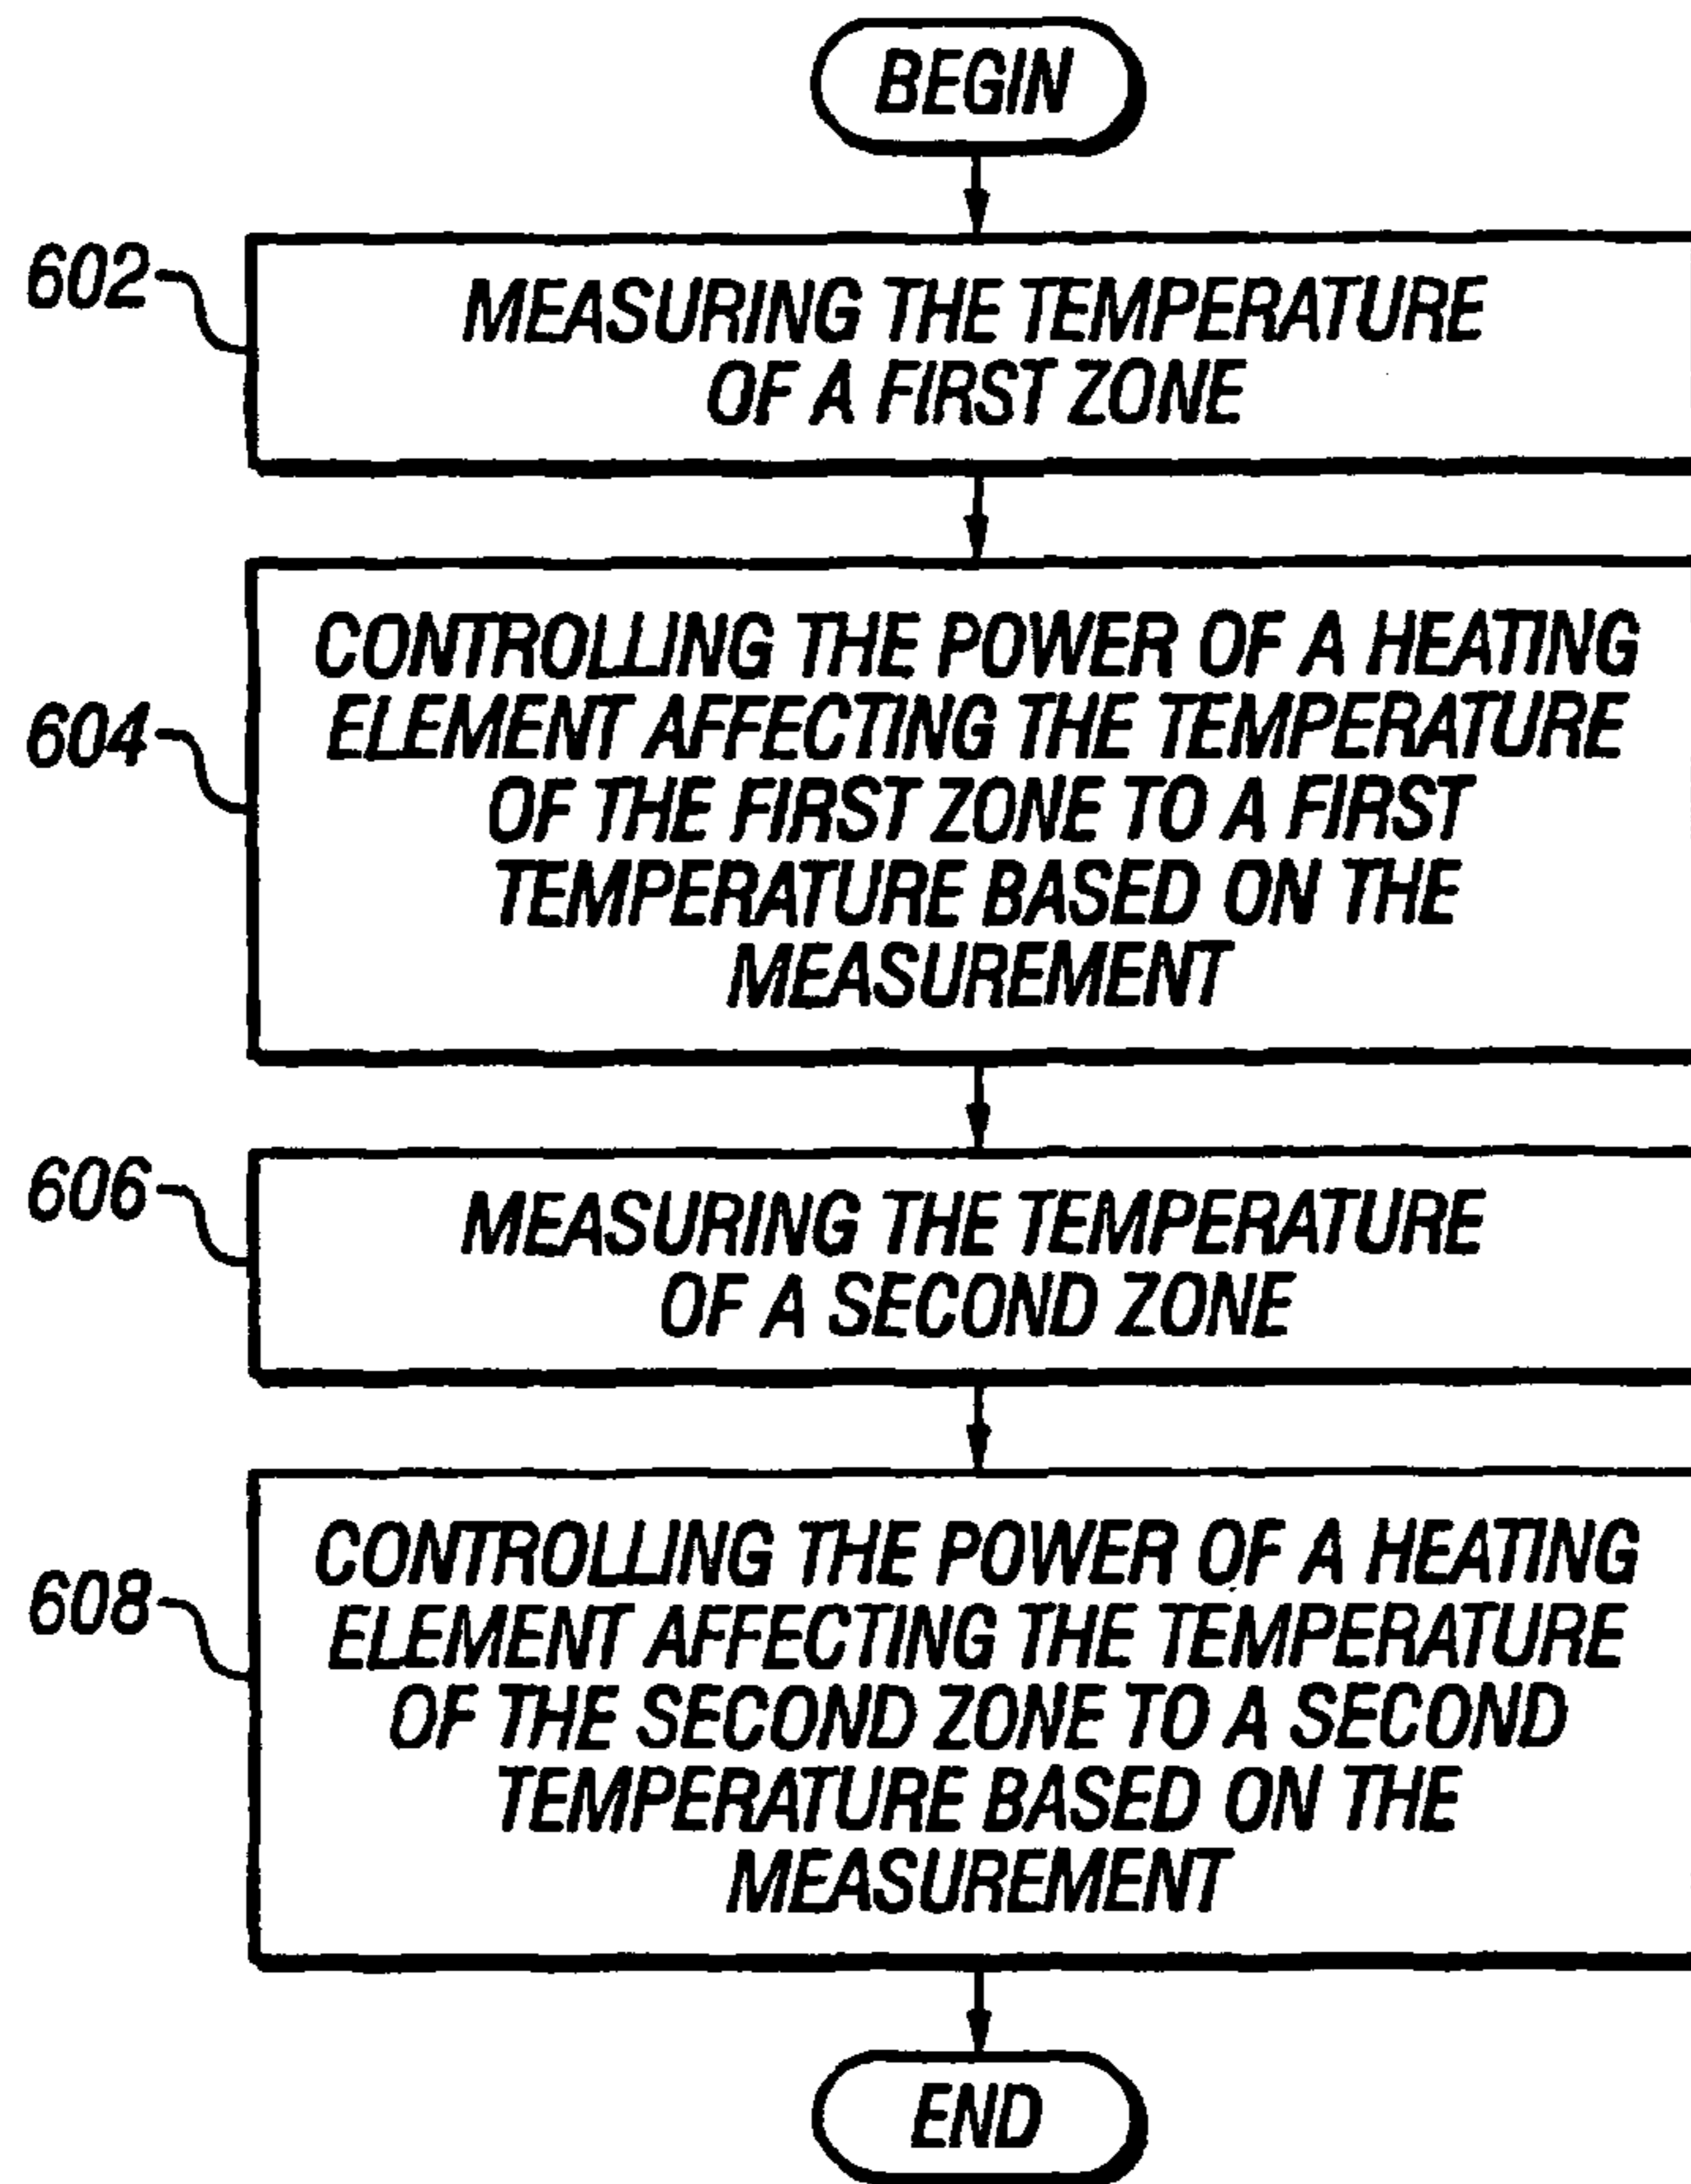 BEGIN
602
MEASURING THE TEMPERATURE
OF A FIRST ZONE
604
CONTROLLING THE POWER OF A HEATING
ELEMENT AFFECTING THE TEMPERATURE
OF THE FIRST ZONE TO A FIRST
TEMPERATURE BASED ON THE
MEASUREMENT
606
MEASURING THE TEMPERATURE
OF A SECOND ZONE
608
CONTROLLING THE POWER OF A HEATING
ELEMENT AFFECTING THE TEMPERATURE
OF THE SECOND ZONE TO A SECOND
TEMPERATURE BASED ON THE
MEASUREMENT
END